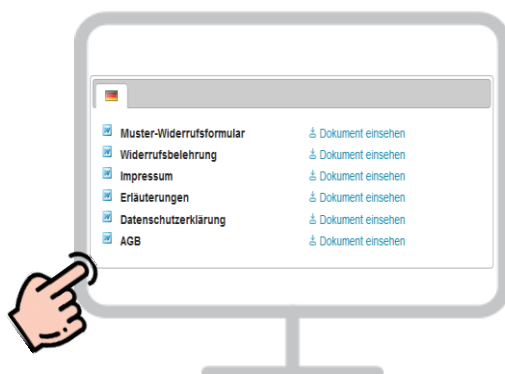 Muster-Widerrufsformular Dokument einsehen
Widerrufsbelehrung Dokument einsehen
Impressum Dokument einsehen
Erläuterungen Dokument einsehen
Datenschutzerklärung Dokument einsehen
AGB Dokument einsehen